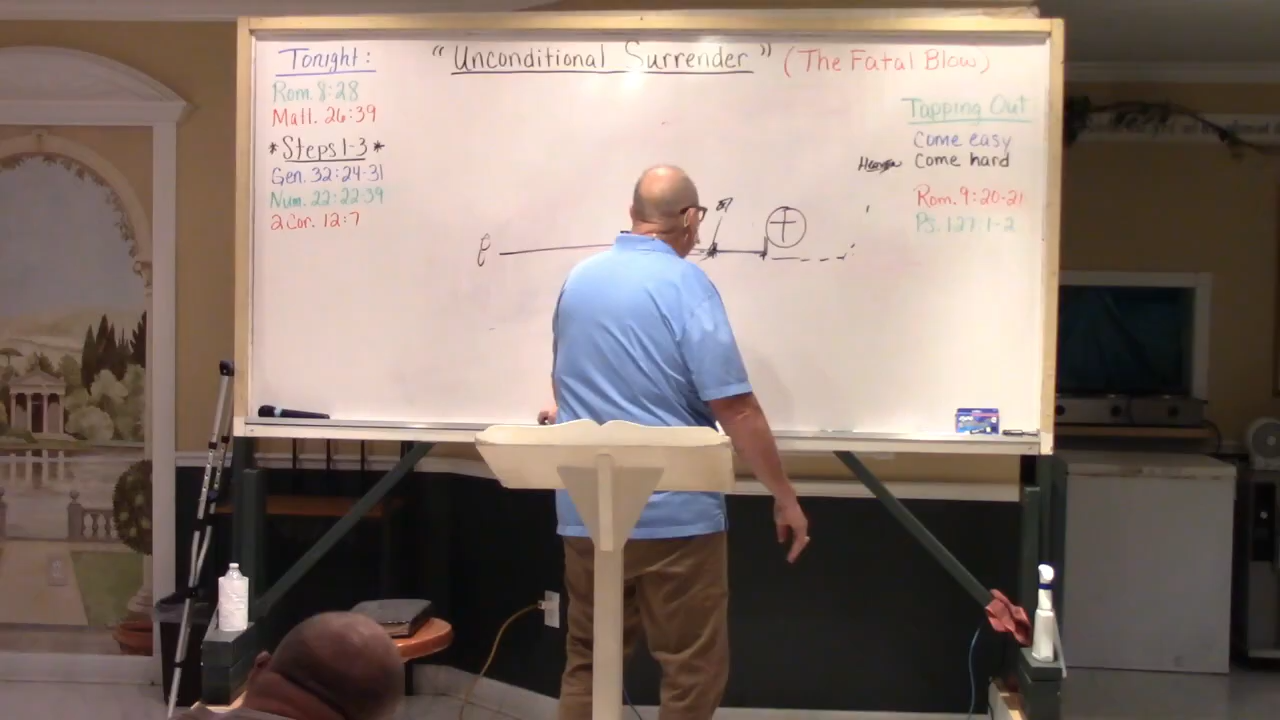 Tonight:
Rom. 8:28
Matt. 26:39
*Steps 1-3*
Gen. 32:24-31
Num. 22:22-39
2 Cor. 12:7
"Unconditional Surrender" (The Fatal Blow)
Tapping Out
Come easy
Come hard
Rom. 9:20-21
Ps. 127:1-2